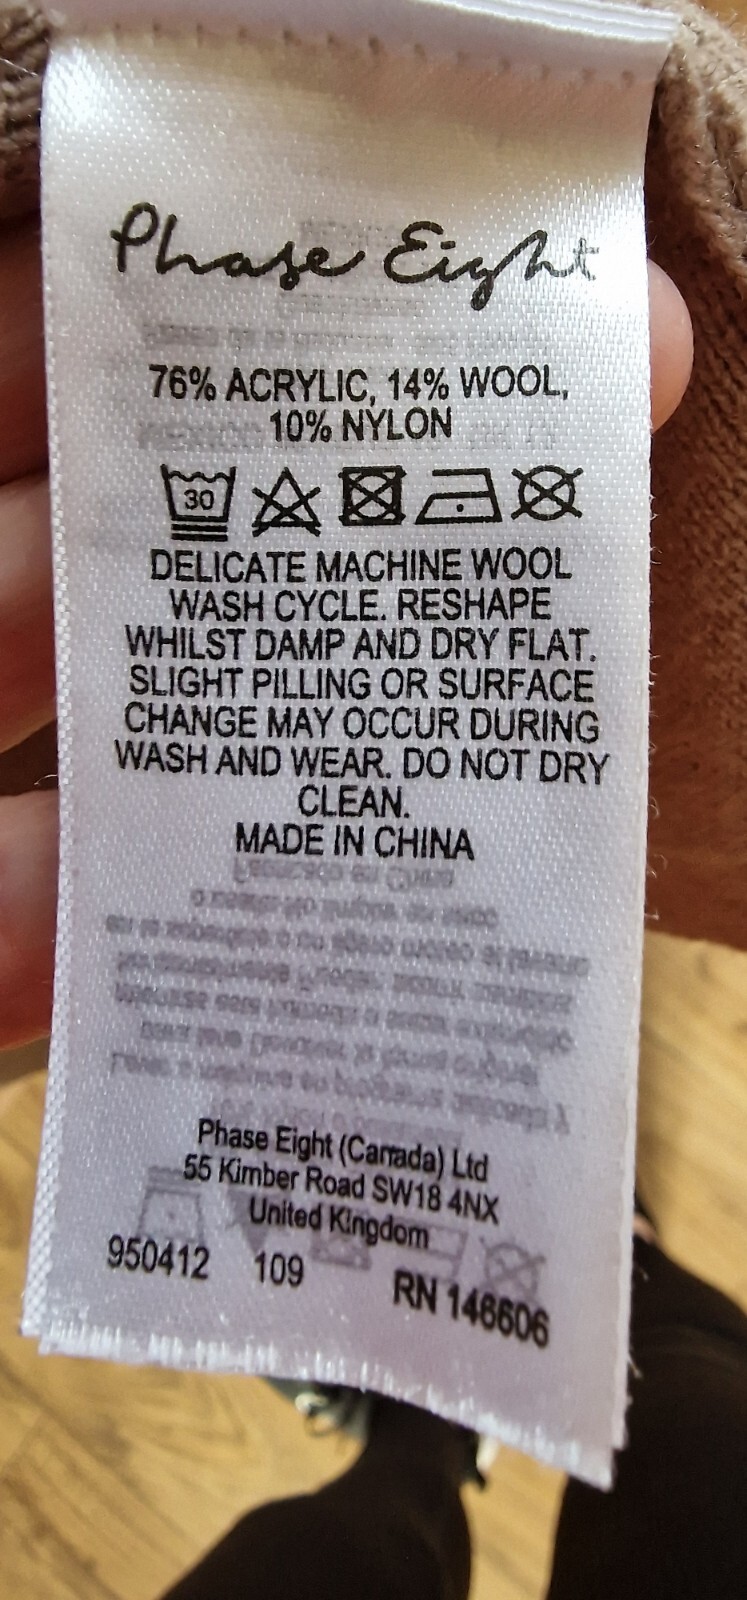 Phase Eight
76% ACRYLIC, 14% WOOL,
10% NYLON
30
DELICATE MACHINE WOOL
WASH CYCLE. RESHAPE
WHILST DAMP AND DRY FLAT.
SLIGHT PILLING OR SURFACE
CHANGE MAY OCCUR DURING
WASH AND WEAR. DO NOT DRY
CLEAN.
MADE IN CHINA
Phase Eight (Canada) Ltd
55 Kimber Road SW18 4NX
United Kingdom
950412 109 RN 146606